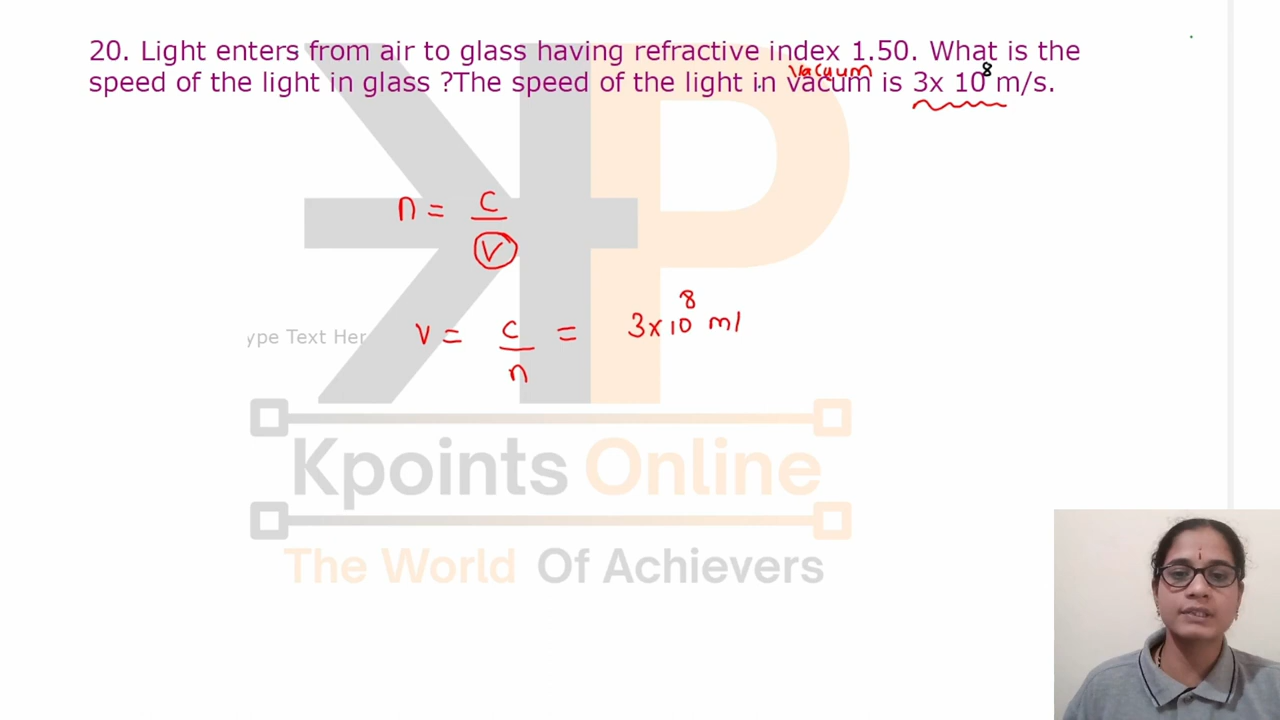 20. Light enters from air to glass having refractive index 1.50. What is the
vacuum
speed of the light in glass ?The speed of the light in vacum is 3x 10⁸ m/s.
n = c/v
v = c/n = 3×10⁸ m/
ype Text Her
Kpoints Online
The World Of Achievers